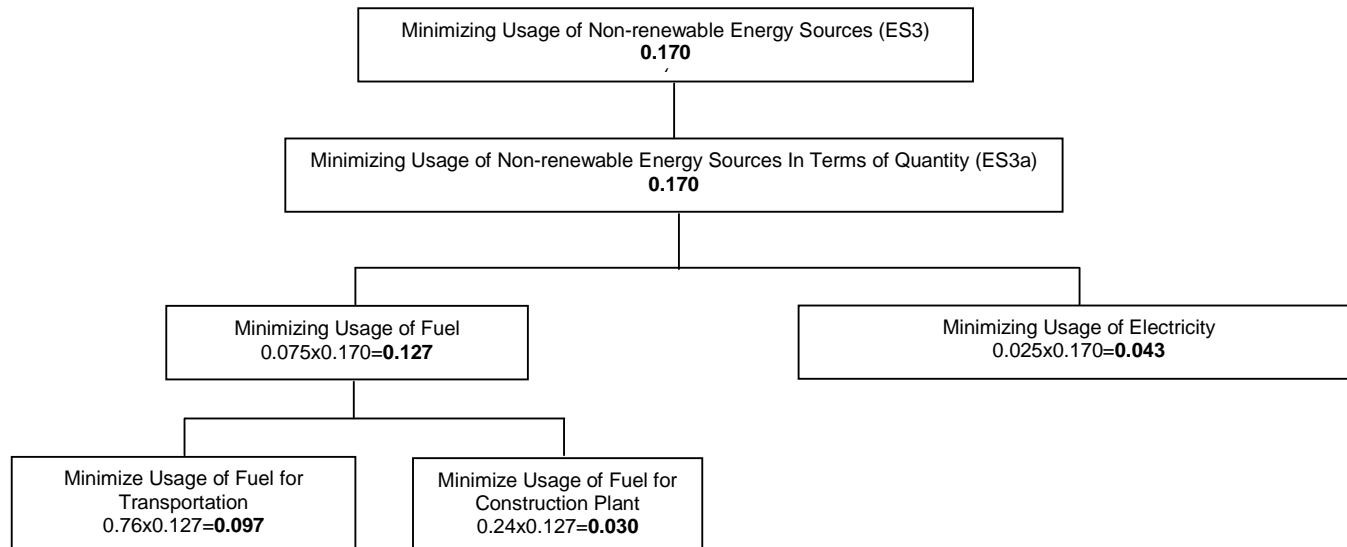 Minimizing Usage of Non-renewable Energy Sources (ES3)
0.170
Minimizing Usage of Non-renewable Energy Sources In Terms of Quantity (ES3a)
0.170
Minimizing Usage of Fuel
0.075x0.170=0.127
Minimizing Usage of Electricity
0.025x0.170=0.043
Minimize Usage of Fuel for
Transportation
0.76x0.127=0.097
Minimize Usage of Fuel for
Construction Plant
0.24x0.127=0.030